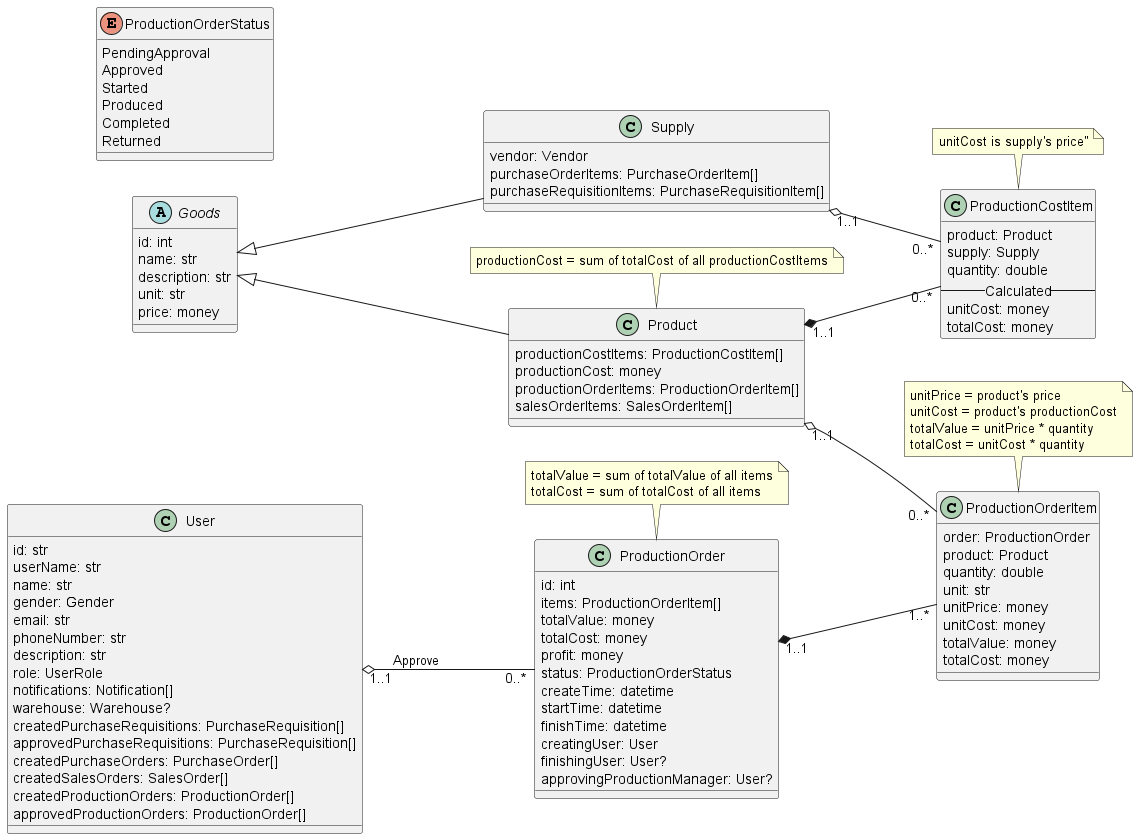 E ProductionOrderStatus
PendingApproval
Approved
Started
Produced
Completed
Returned
A Goods
id: int
name: str
description: str
unit: str
price: money
C Supply
vendor: Vendor
purchaseOrderItems: PurchaseOrderItem[]
purchaseRequisitionItems: PurchaseRequisitionItem[]
1..1
0..*
unitCost is supply's price"
C ProductionCostItem
product: Product
supply: Supply
quantity: double
Calculated
unitCost: money
totalCost: money
productionCost = sum of totalCost of all productionCostItems
C Product
productionCostItems: ProductionCostItem[]
productionCost: money
productionOrderItems: ProductionOrderItem[]
salesOrderItems: SalesOrderItem[]
0..*
1..1
1..1
0..*
unitPrice = product's price
unitCost = product's productionCost
totalValue = unitPrice * quantity
totalCost = unitCost * quantity
C ProductionOrderItem
order: ProductionOrder
product: Product
quantity: double
unit: str
unitPrice: money
unitCost: money
totalValue: money
totalCost: money
totalValue = sum of totalValue of all items
totalCost = sum of totalCost of all items
C ProductionOrder
id: int
items: ProductionOrderItem[]
totalValue: money
totalCost: money
profit: money
status: ProductionOrderStatus
createTime: datetime
startTime: datetime
finishTime: datetime
creatingUser: User
finishingUser: User?
approvingProductionManager: User?
1..*
1..1
C User
id: str
userName: str
name: str
gender: Gender
email: str
phoneNumber: str
description: str
role: UserRole
notifications: Notification[]
warehouse: Warehouse?
createdPurchaseRequisitions: PurchaseRequisition[]
approvedPurchaseRequisitions: PurchaseRequisition[]
createdPurchaseOrders: PurchaseOrder[]
createdSalesOrders: SalesOrder[]
createdProductionOrders: ProductionOrder[]
approvedProductionOrders: ProductionOrder[]
Approve
1..1
0..*